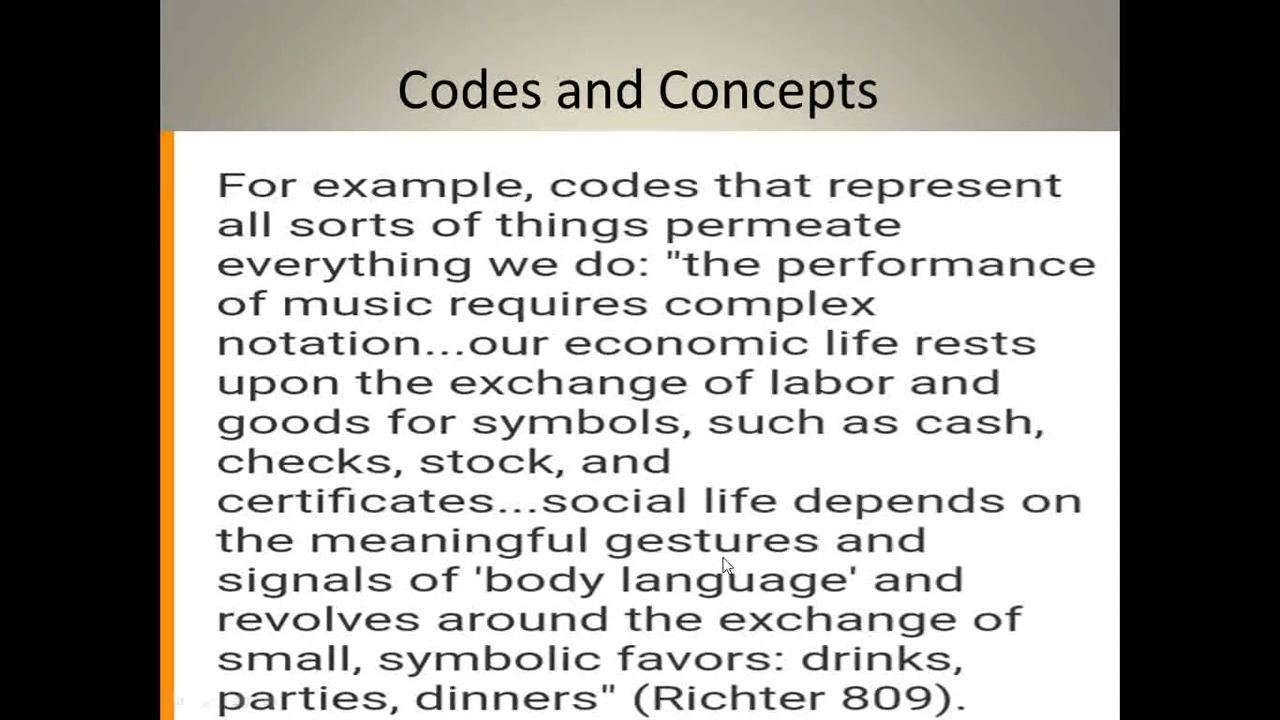 Codes and Concepts
For example, codes that represent
all sorts of things permeate
everything we do: "the performance
of music requires complex
notation...our economic life rests
upon the exchange of labor and
goods for symbols, such as cash,
checks, stock, and
certificates...social life depends on
the meaningful gestures and
signals of 'body language' and
revolves around the exchange of
small, symbolic favors: drinks,
parties, dinners" (Richter 809).